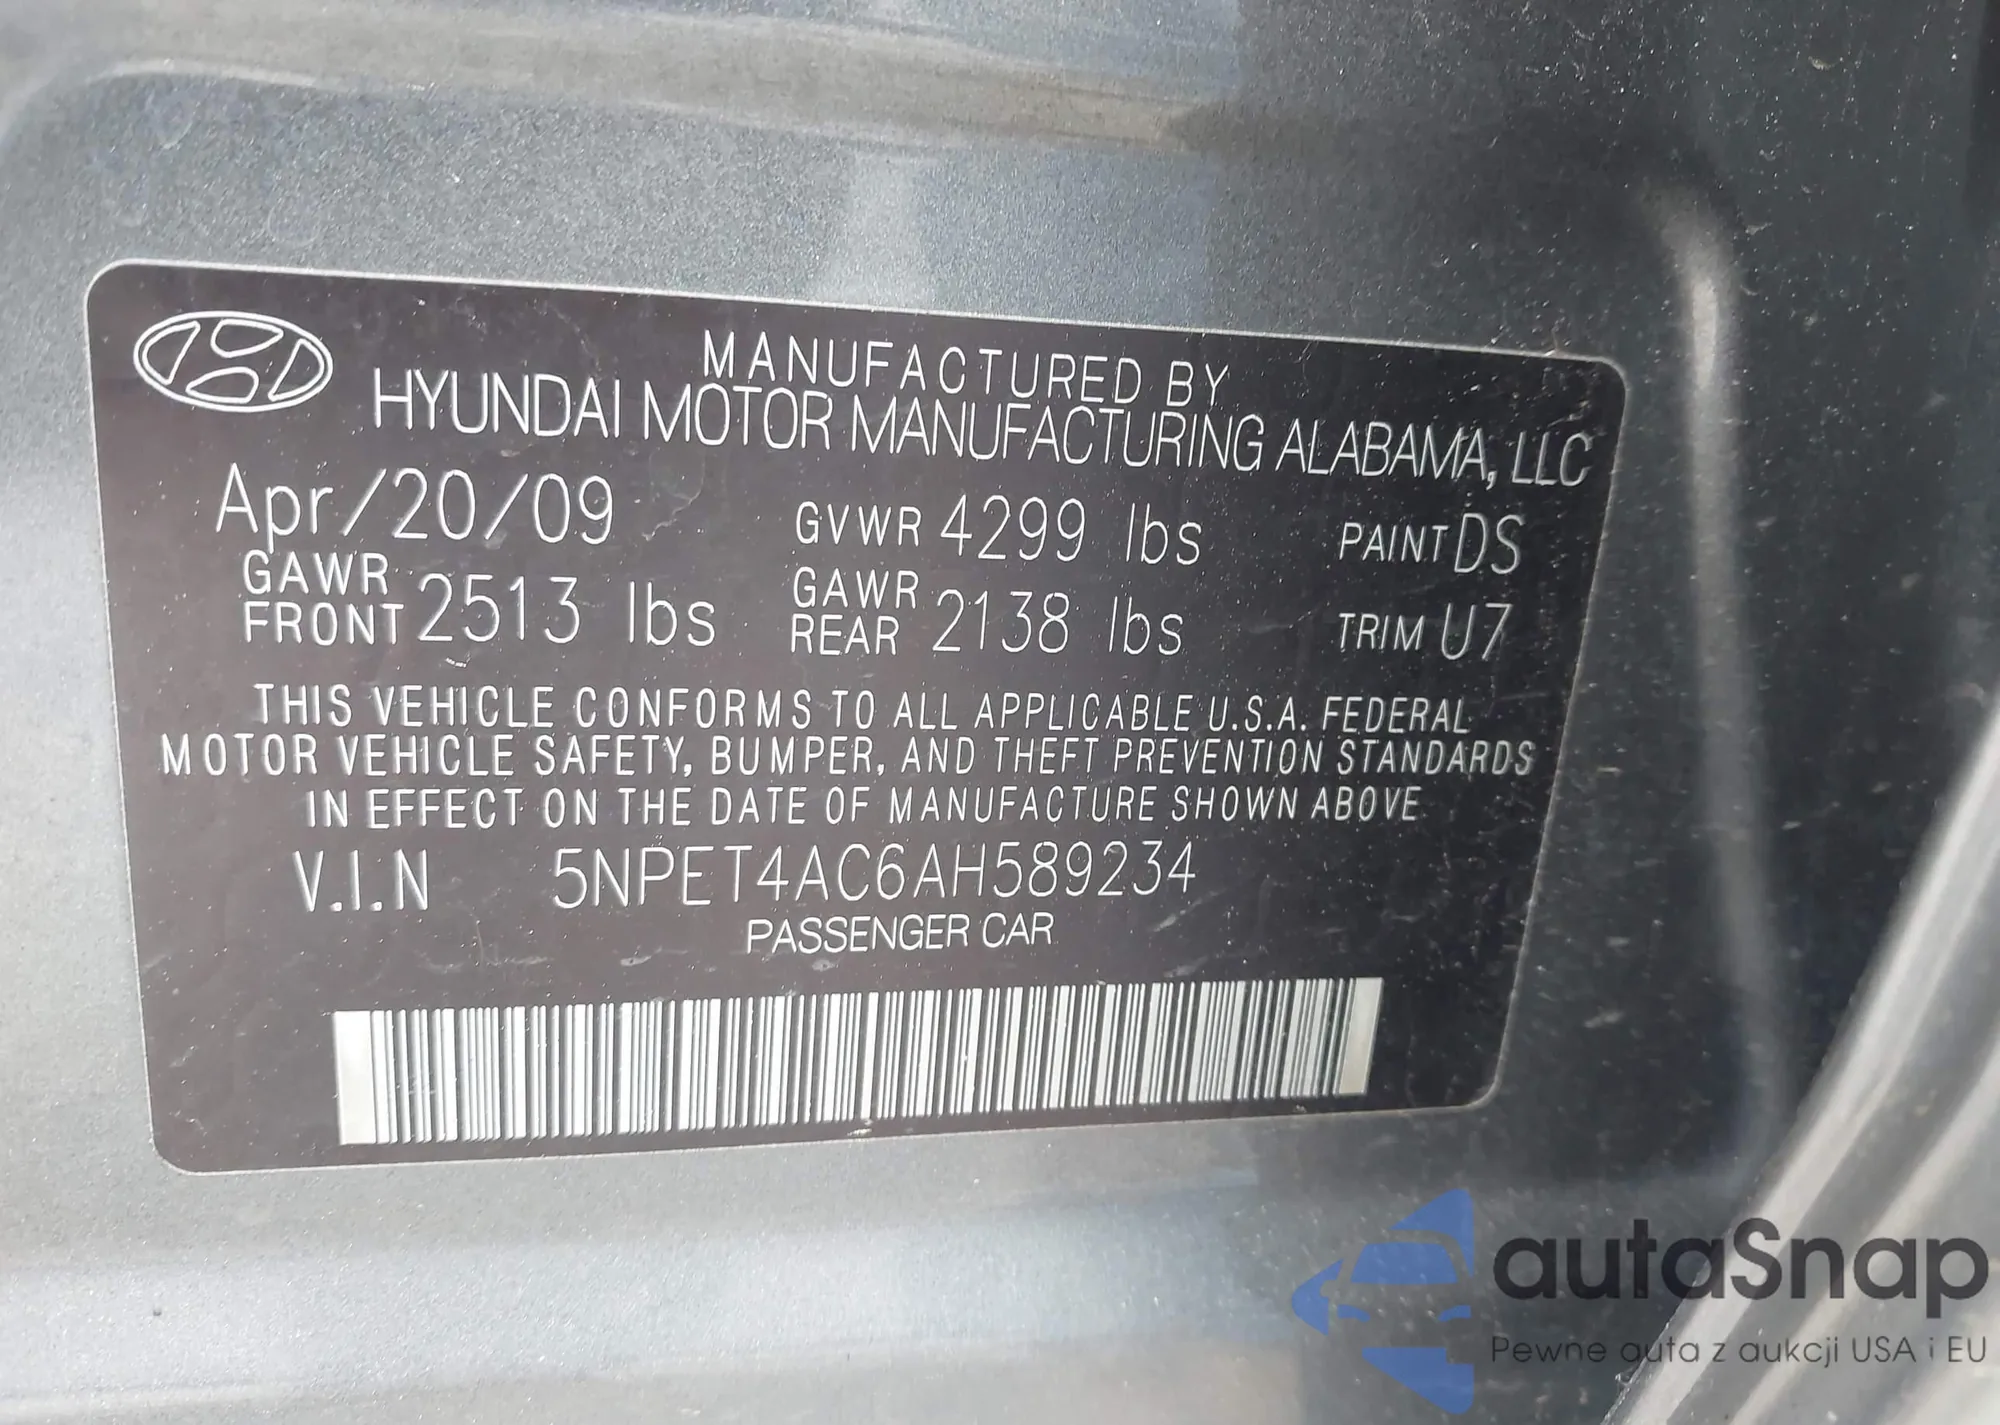 MANUFACTURED BY
HYUNDAI MOTOR MANUFACTURING ALABAMA, LLC
Apr/20/09 GVWR 4299 lbs PAINT DS
GAWR FRONT 2513 lbs GAWR REAR 2138 lbs TRIM U7
THIS VEHICLE CONFORMS TO ALL APPLICABLE U.S.A. FEDERAL
MOTOR VEHICLE SAFETY, BUMPER, AND THEFT PREVENTION STANDARDS
IN EFFECT ON THE DATE OF MANUFACTURE SHOWN ABOVE
V.I.N 5NPET4AC6AH589234
PASSENGER CAR
autaSnap
Pewne auta z aukcji USA i EU